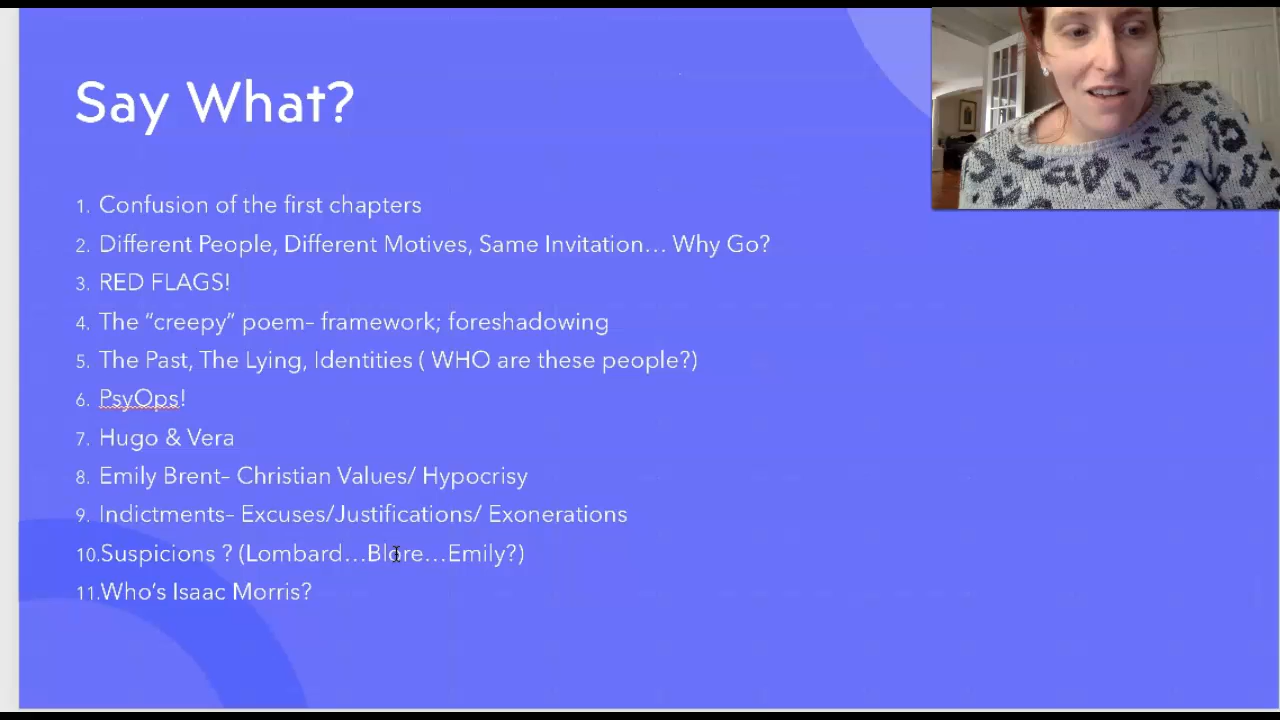 Say What?
1. Confusion of the first chapters
2. Different People, Different Motives, Same Invitation... Why Go?
3. RED FLAGS!
4. The “creepy” poem– framework; foreshadowing
5. The Past, The Lying, Identities ( WHO are these people?)
6. PsyOps!
7. Hugo & Vera
8. Emily Brent– Christian Values/ Hypocrisy
9. Indictments– Excuses/Justifications/ Exonerations
10.Suspicions ? (Lombard...Blore...Emily?)
11.Who’s Isaac Morris?